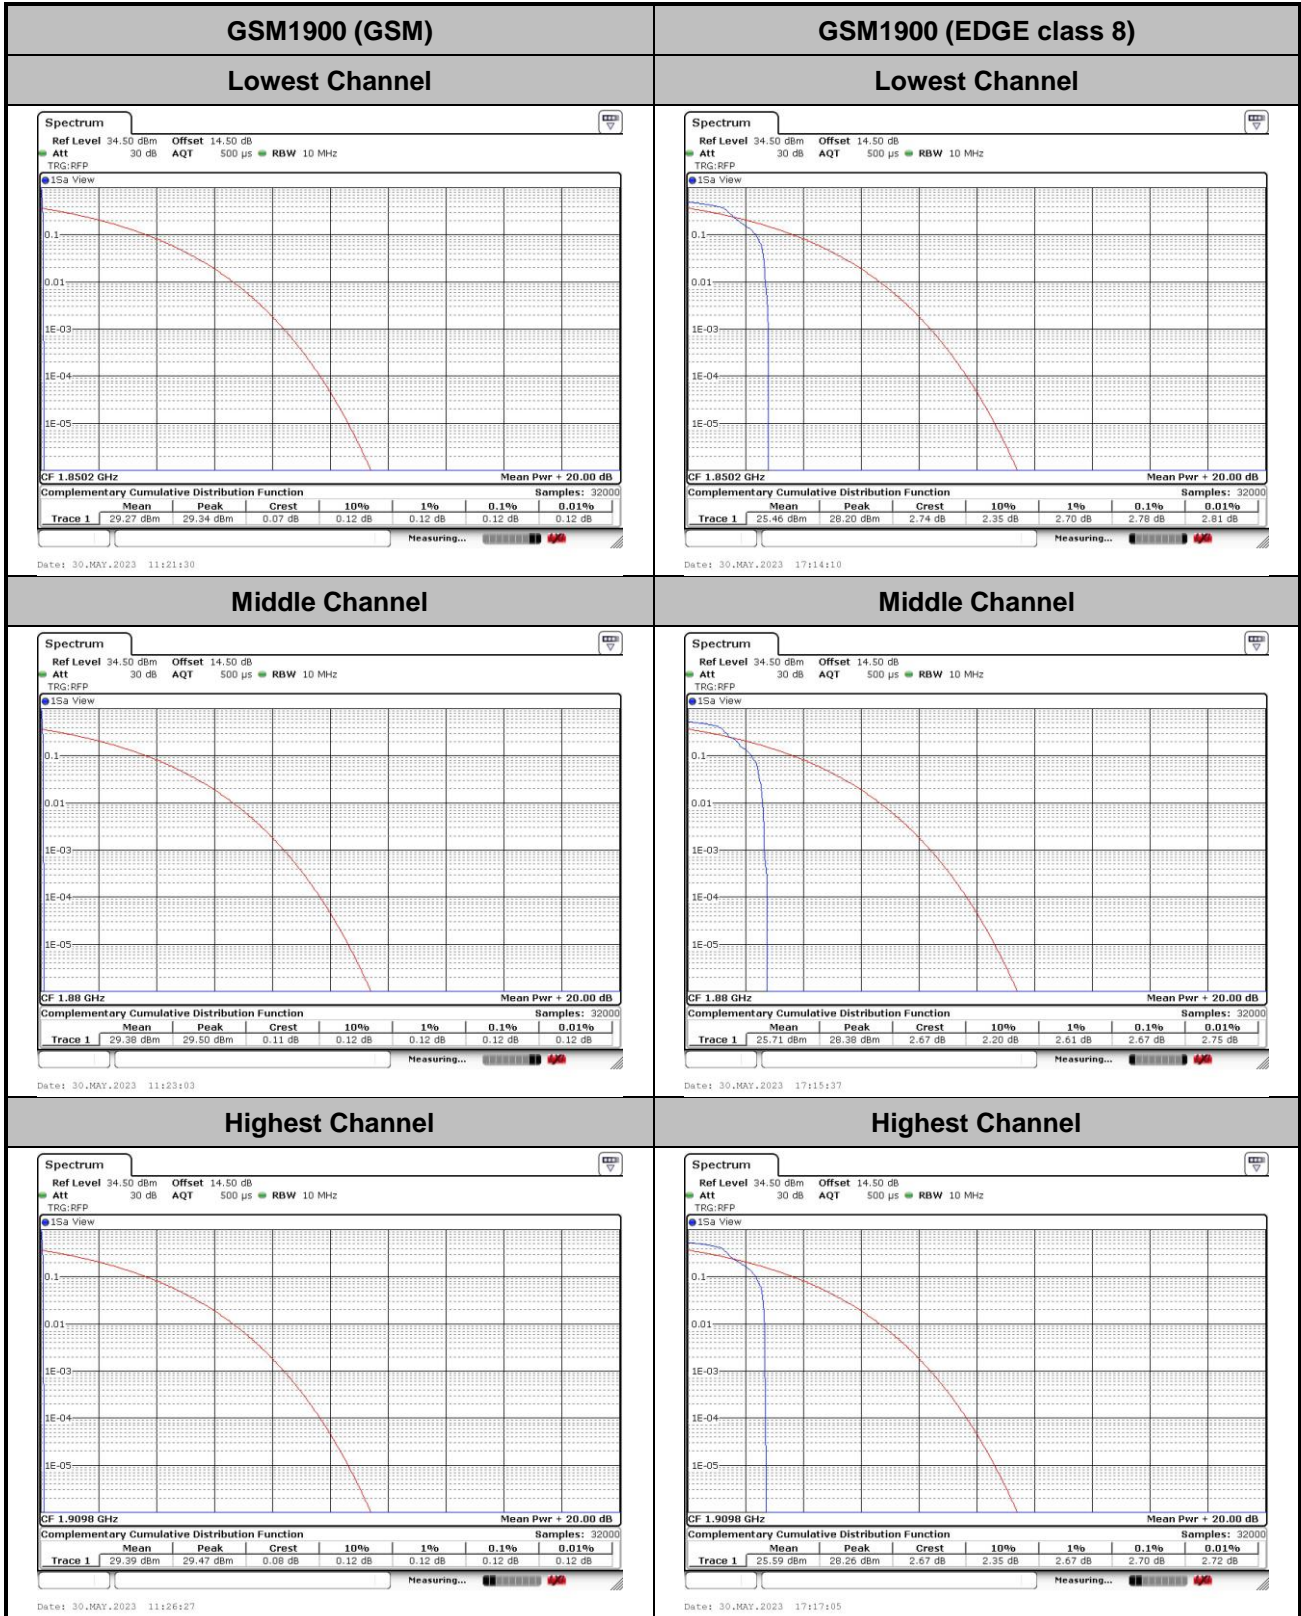 GSM1900 (GSM) GSM1900 (EDGE class 8)
Lowest Channel Lowest Channel
Spectrum
Ref Level 34.50 dBm Offset 14.50 dB
Att 30 dB AQT 500 µs RBW 10 MHz
TRG:RFP
1Sa View
0.1
0.01
1E-03
1E-04
1E-05
CF 1.8502 GHz Mean Pwr + 20.00 dB
Complementary Cumulative Distribution Function Samples: 32000
Mean Peak Crest 10% 1% 0.1% 0.01%
Trace 1 29.27 dBm 29.34 dBm 0.07 dB 0.12 dB 0.12 dB 0.12 dB 0.12 dB
Measuring...
Date: 30.MAY.2023 11:21:30
Spectrum
Ref Level 34.50 dBm Offset 14.50 dB
Att 30 dB AQT 500 µs RBW 10 MHz
TRG:RFP
1Sa View
0.1
0.01
1E-03
1E-04
1E-05
CF 1.8502 GHz Mean Pwr + 20.00 dB
Complementary Cumulative Distribution Function Samples: 32000
Mean Peak Crest 10% 1% 0.1% 0.01%
Trace 1 25.46 dBm 28.20 dBm 2.74 dB 2.35 dB 2.70 dB 2.78 dB 2.81 dB
Measuring...
Date: 30.MAY.2023 17:14:10
Middle Channel Middle Channel
Spectrum
Ref Level 34.50 dBm Offset 14.50 dB
Att 30 dB AQT 500 µs RBW 10 MHz
TRG:RFP
1Sa View
0.1
0.01
1E-03
1E-04
1E-05
CF 1.88 GHz Mean Pwr + 20.00 dB
Complementary Cumulative Distribution Function Samples: 32000
Mean Peak Crest 10% 1% 0.1% 0.01%
Trace 1 29.38 dBm 29.50 dBm 0.11 dB 0.12 dB 0.12 dB 0.12 dB 0.12 dB
Measuring...
Date: 30.MAY.2023 11:23:03
Spectrum
Ref Level 34.50 dBm Offset 14.50 dB
Att 30 dB AQT 500 µs RBW 10 MHz
TRG:RFP
1Sa View
0.1
0.01
1E-03
1E-04
1E-05
CF 1.88 GHz Mean Pwr + 20.00 dB
Complementary Cumulative Distribution Function Samples: 32000
Mean Peak Crest 10% 1% 0.1% 0.01%
Trace 1 25.71 dBm 28.38 dBm 2.67 dB 2.20 dB 2.61 dB 2.67 dB 2.75 dB
Measuring...
Date: 30.MAY.2023 17:15:37
Highest Channel Highest Channel
Spectrum
Ref Level 34.50 dBm Offset 14.50 dB
Att 30 dB AQT 500 µs RBW 10 MHz
TRG:RFP
1Sa View
0.1
0.01
1E-03
1E-04
1E-05
CF 1.9098 GHz Mean Pwr + 20.00 dB
Complementary Cumulative Distribution Function Samples: 32000
Mean Peak Crest 10% 1% 0.1% 0.01%
Trace 1 29.39 dBm 29.47 dBm 0.08 dB 0.12 dB 0.12 dB 0.12 dB 0.12 dB
Measuring...
Date: 30.MAY.2023 11:26:27
Spectrum
Ref Level 34.50 dBm Offset 14.50 dB
Att 30 dB AQT 500 µs RBW 10 MHz
TRG:RFP
1Sa View
0.1
0.01
1E-03
1E-04
1E-05
CF 1.9098 GHz Mean Pwr + 20.00 dB
Complementary Cumulative Distribution Function Samples: 32000
Mean Peak Crest 10% 1% 0.1% 0.01%
Trace 1 25.59 dBm 28.26 dBm 2.67 dB 2.35 dB 2.67 dB 2.70 dB 2.72 dB
Measuring...
Date: 30.MAY.2023 17:17:05